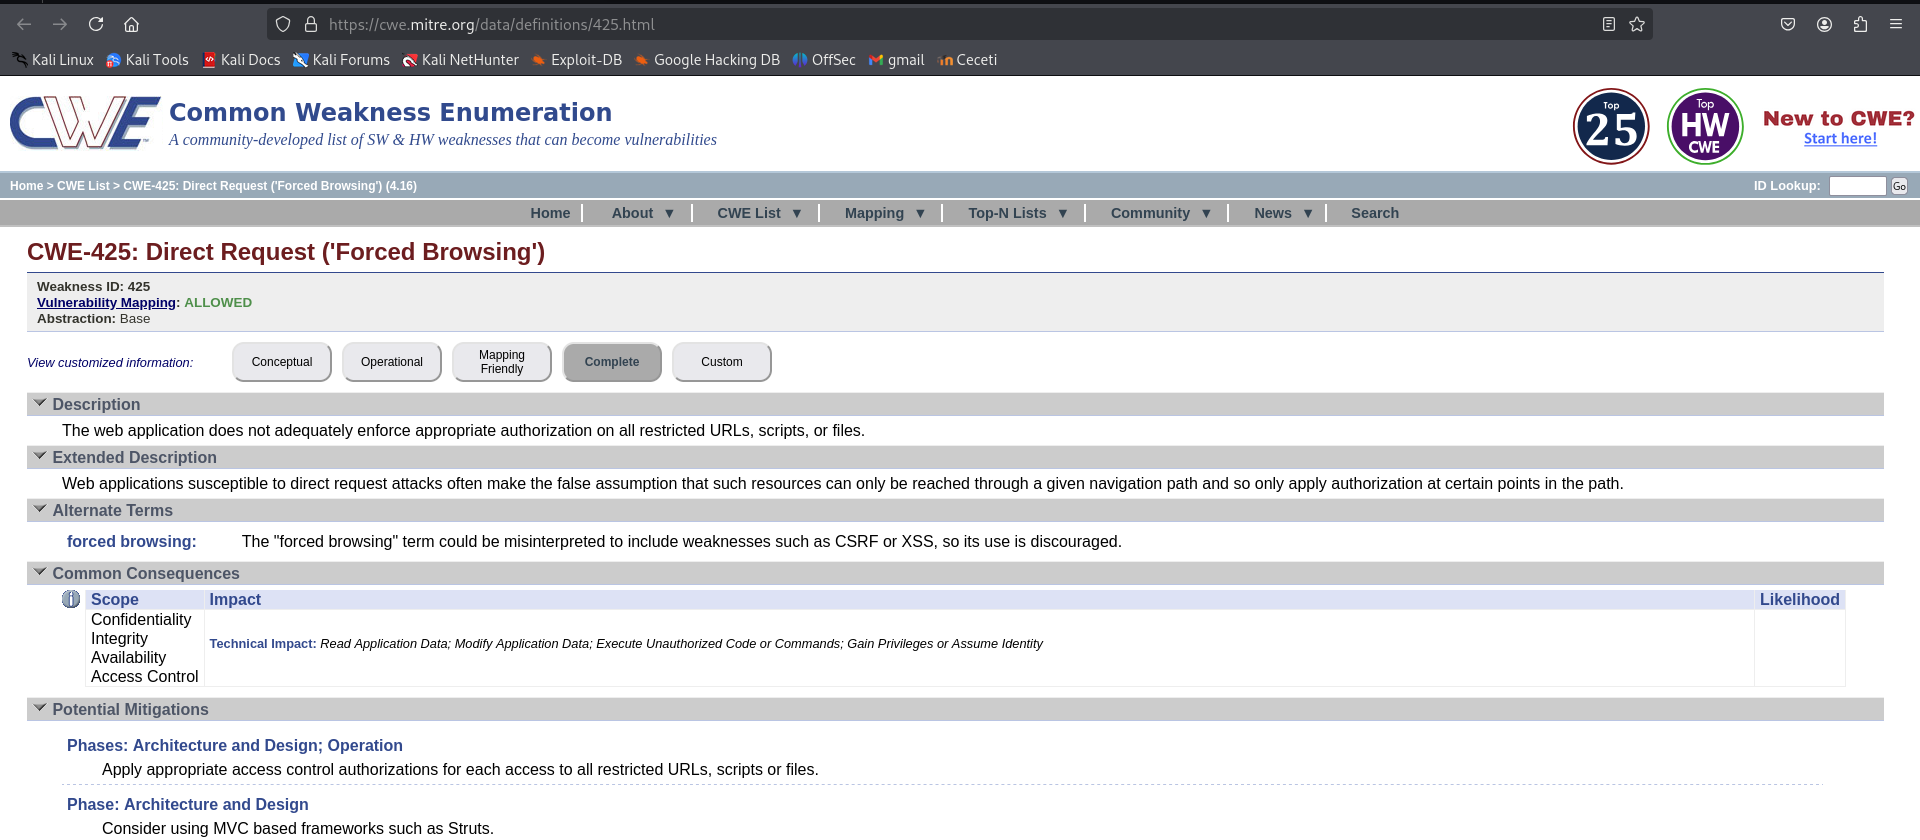 https://cwe.mitre.org/data/definitions/425.html
Kali Linux Kali Tools Kali Docs Kali Forums Kali NetHunter Exploit-DB Google Hacking DB OffSec gmail Ceceti
CWE Common Weakness Enumeration
A community-developed list of SW & HW weaknesses that can become vulnerabilities
Top 25
Top HW CWE
New to CWE?
Start here!
Home > CWE List > CWE-425: Direct Request ('Forced Browsing') (4.16)
ID Lookup: Go
Home About ▼ CWE List ▼ Mapping ▼ Top-N Lists ▼ Community ▼ News ▼ Search
CWE-425: Direct Request ('Forced Browsing')
Weakness ID: 425
Vulnerability Mapping: ALLOWED
Abstraction: Base
View customized information: Conceptual Operational Mapping Friendly Complete Custom
Description
The web application does not adequately enforce appropriate authorization on all restricted URLs, scripts, or files.
Extended Description
Web applications susceptible to direct request attacks often make the false assumption that such resources can only be reached through a given navigation path and so only apply authorization at certain points in the path.
Alternate Terms
forced browsing: The "forced browsing" term could be misinterpreted to include weaknesses such as CSRF or XSS, so its use is discouraged.
Common Consequences
Scope Impact Likelihood
Confidentiality
Integrity
Availability
Access Control
Technical Impact: Read Application Data; Modify Application Data; Execute Unauthorized Code or Commands; Gain Privileges or Assume Identity
Potential Mitigations
Phases: Architecture and Design; Operation
Apply appropriate access control authorizations for each access to all restricted URLs, scripts or files.
Phase: Architecture and Design
Consider using MVC based frameworks such as Struts.